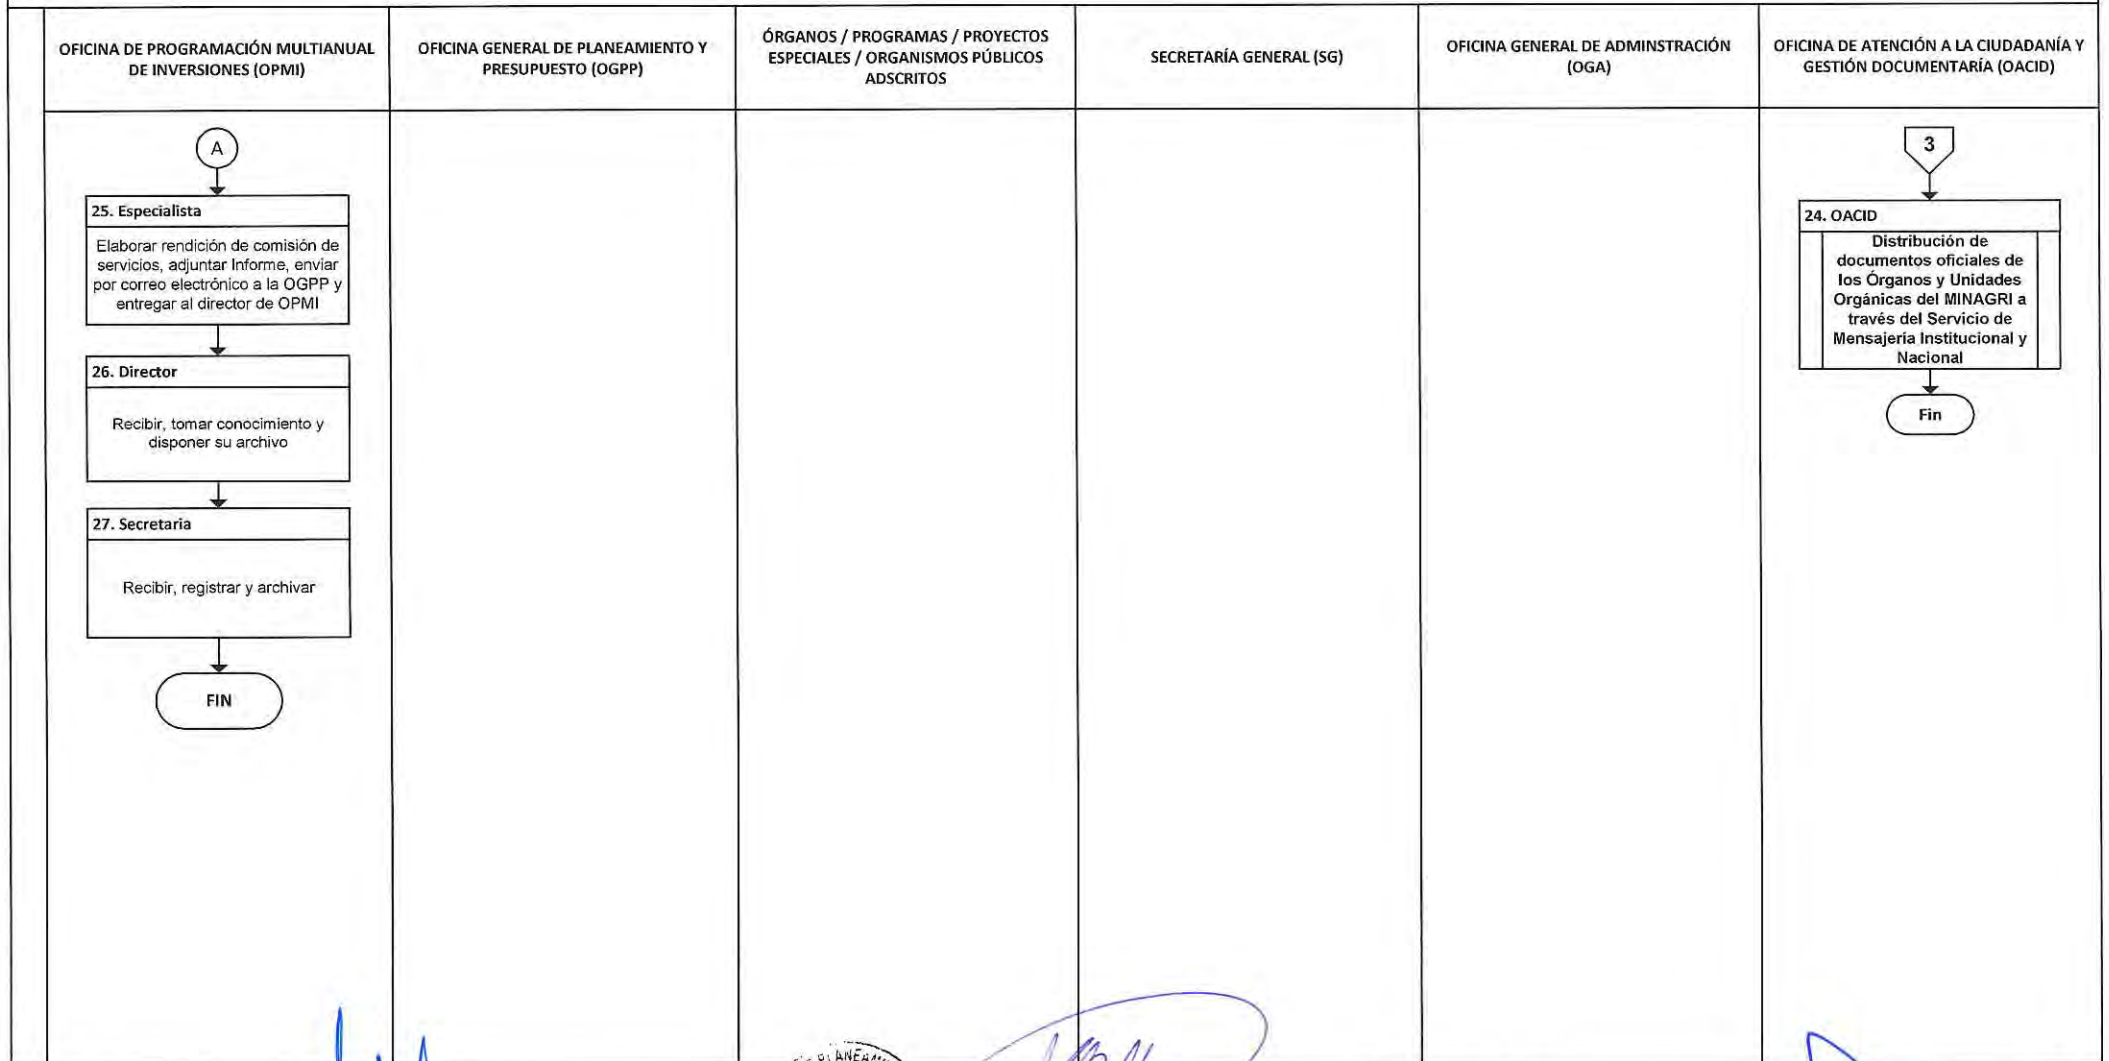 OFICINA DE PROGRAMACIÓN MULTIANUAL
DE INVERSIONES (OPMI)
OFICINA GENERAL DE PLANEAMIENTO Y
PRESUPUESTO (OGPP)
ÓRGANOS / PROGRAMAS / PROYECTOS
ESPECIALES / ORGANISMOS PÚBLICOS
ADSCRITOS
SECRETARÍA GENERAL (SG)
OFICINA GENERAL DE ADMINSTRACIÓN
(OGA)
OFICINA DE ATENCIÓN A LA CIUDADANÍA Y
GESTIÓN DOCUMENTARÍA (OACID)
A
25. Especialista
Elaborar rendición de comisión de
servicios, adjuntar Informe, enviar
por correo electrónico a la OGPP y
entregar al director de OPMI
26. Director
Recibir, tomar conocimiento y
disponer su archivo
27. Secretaria
Recibir, registrar y archivar
FIN
3
24. OACID
Distribución de
documentos oficiales de
los Órganos y Unidades
Orgánicas del MINAGRI a
través del Servicio de
Mensajeria Institucional y
Nacional
Fin